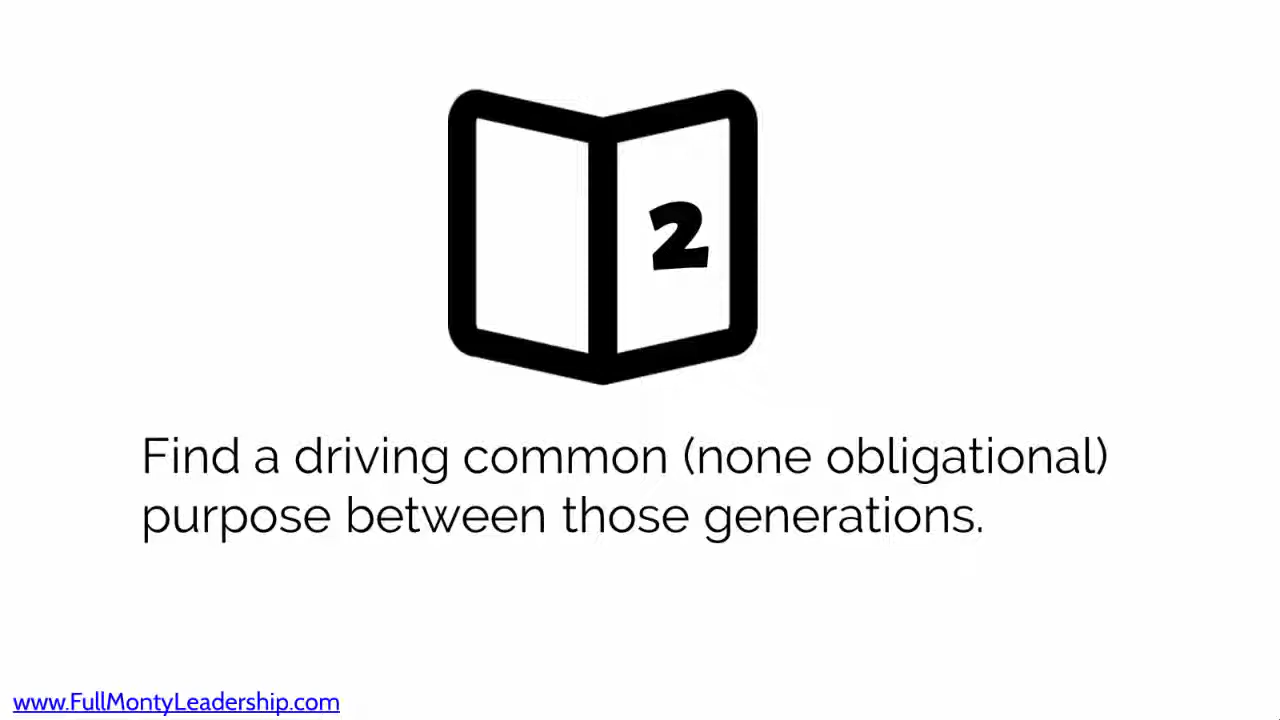 2
Find a driving common (none obligational)
purpose between those generations.
www.FullMontyLeadership.com